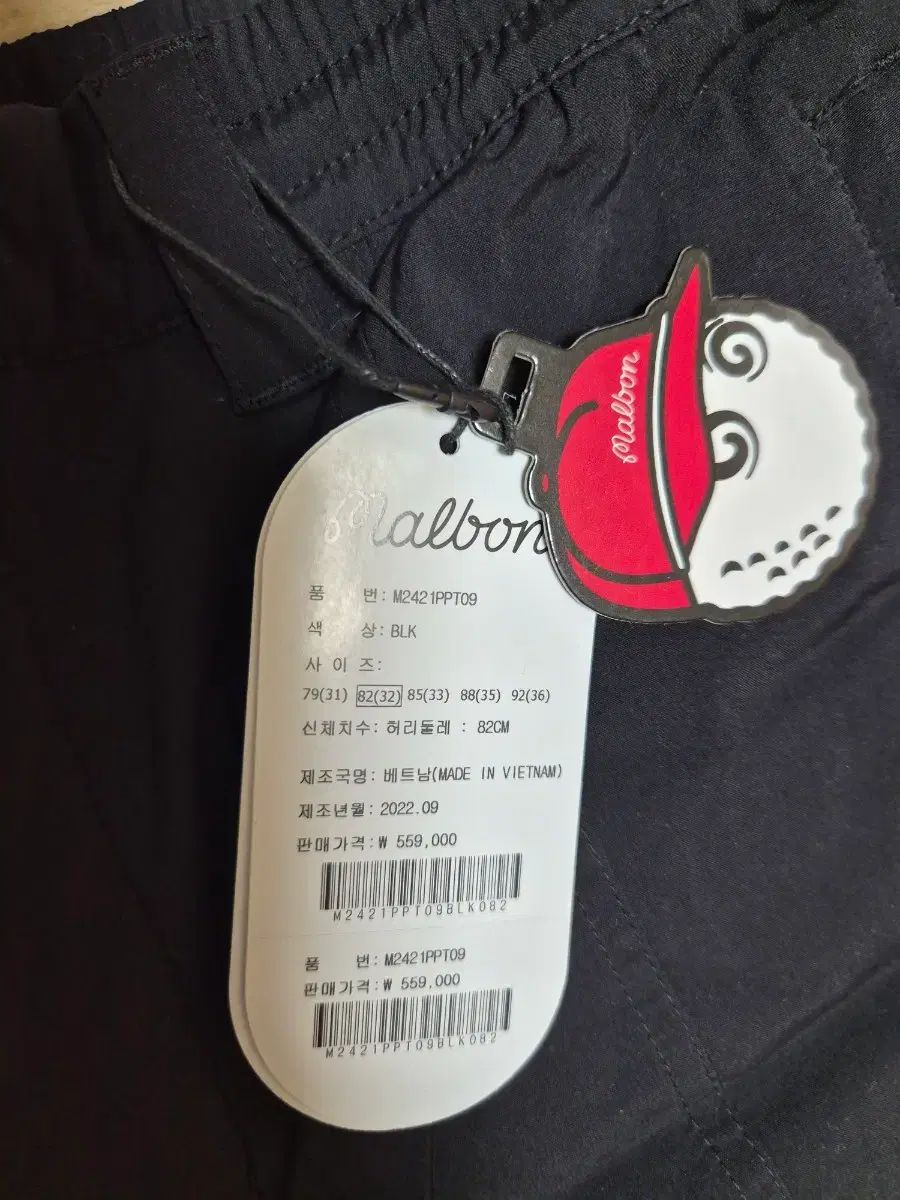 Malbon
Malbon
품 번: M2421PPT09
색 상: BLK
사 이 즈:
79(31) 82(32) 85(33) 88(35) 92(36)
신체치수: 허리둘레 : 82CM
제조국명: 베트남(MADE IN VIETNAM)
제조년월: 2022.09
판매가격:₩ 559,000
M2421PPT09BLK082
품 번: M2421PPT09
판매가격:₩ 559,000
M2421PPT09BLK082